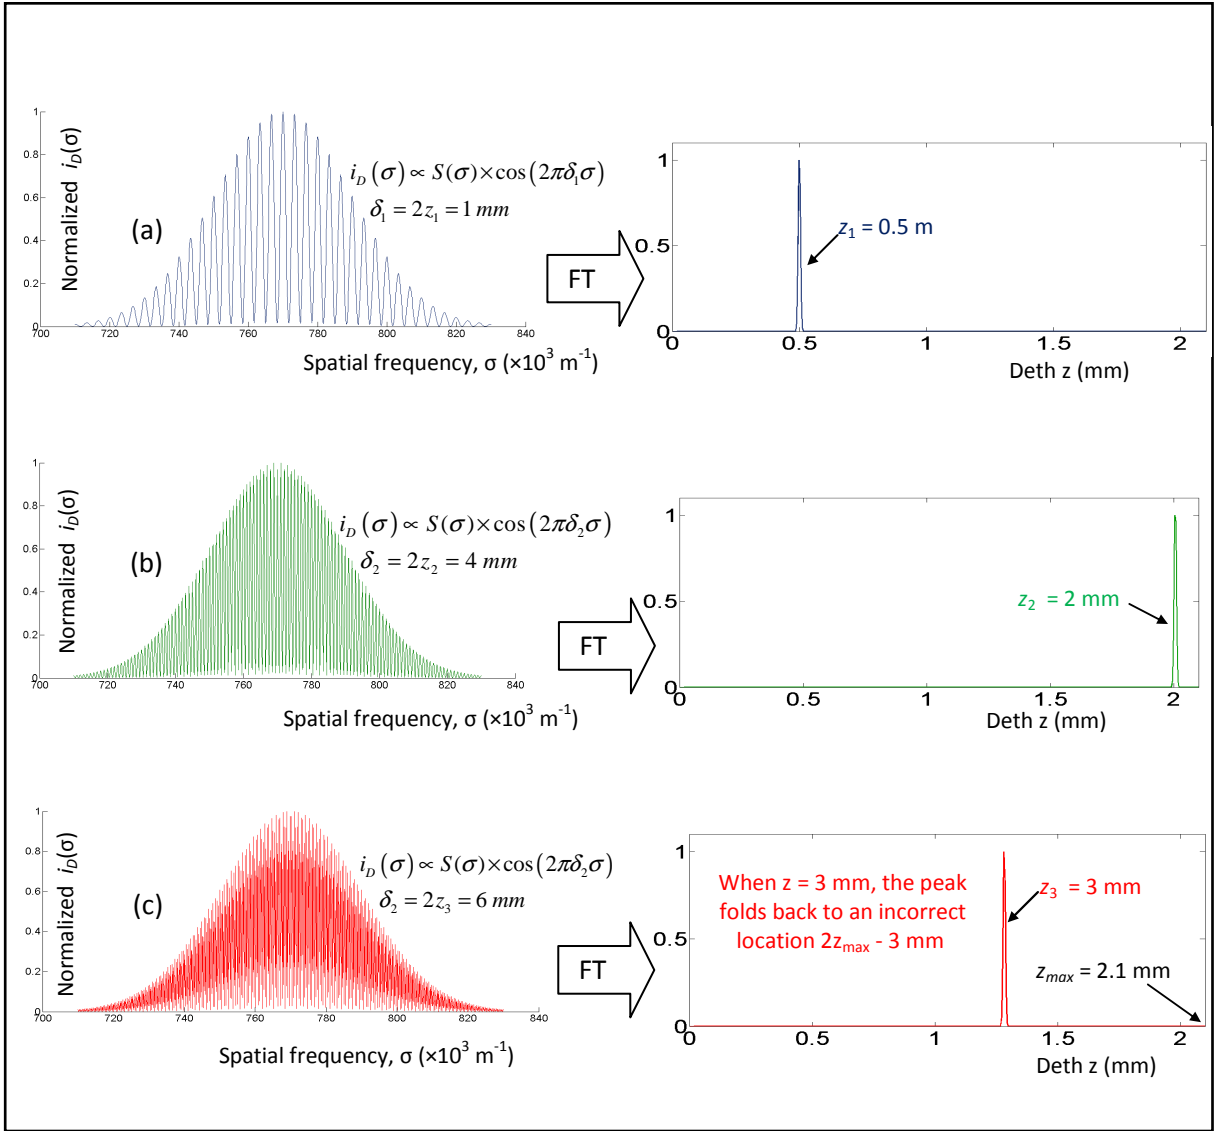 1
0.8
0.6
0.4
0.2
0
700
720
740
760
780
800
820
840
Normalized i_D(σ)
(a)
i_D(σ) ∝ S(σ)×cos(2πδ₁σ)
δ₁ = 2z₁ = 1 mm
Spatial frequency, σ (×10³ m⁻¹)
FT
1
0.5
0
0
0.5
1
1.5
2
z₁ = 0.5 m
Deth z (mm)
1
0.8
0.6
0.4
0.2
0
700
720
740
760
780
800
820
840
Normalized i_D(σ)
(b)
i_D(σ) ∝ S(σ)×cos(2πδ₂σ)
δ₂ = 2z₂ = 4 mm
Spatial frequency, σ (×10³ m⁻¹)
FT
1
0.5
0
0
0.5
1
1.5
2
z₂ = 2 mm
Deth z (mm)
1
0.8
0.6
0.4
0.2
0
700
720
740
760
780
800
820
840
Normalized i_D(σ)
(c)
i_D(σ) ∝ S(σ)×cos(2πδ₂σ)
δ₂ = 2z₃ = 6 mm
Spatial frequency, σ (×10³ m⁻¹)
FT
1
0.5
0
0
0.5
1
1.5
2
When z = 3 mm, the peak
folds back to an incorrect
location 2z_max - 3 mm
z₃ = 3 mm
z_max = 2.1 mm
Deth z (mm)